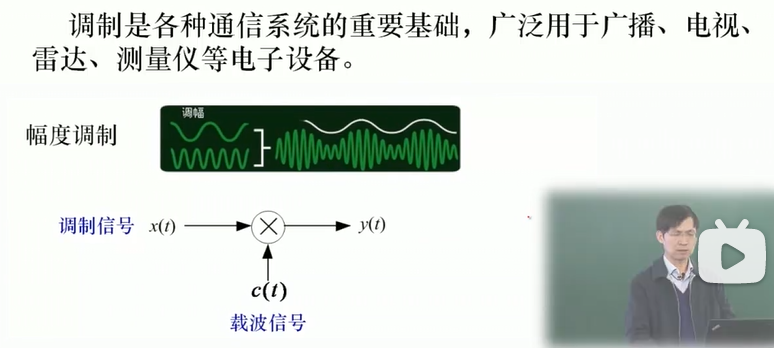 调制是各种通信系统的重要基础，广泛用于广播、电视、
雷达、测量仪等电子设备。
调幅
幅度调制
调制信号 x(t) y(t)
c(t)
载波信号